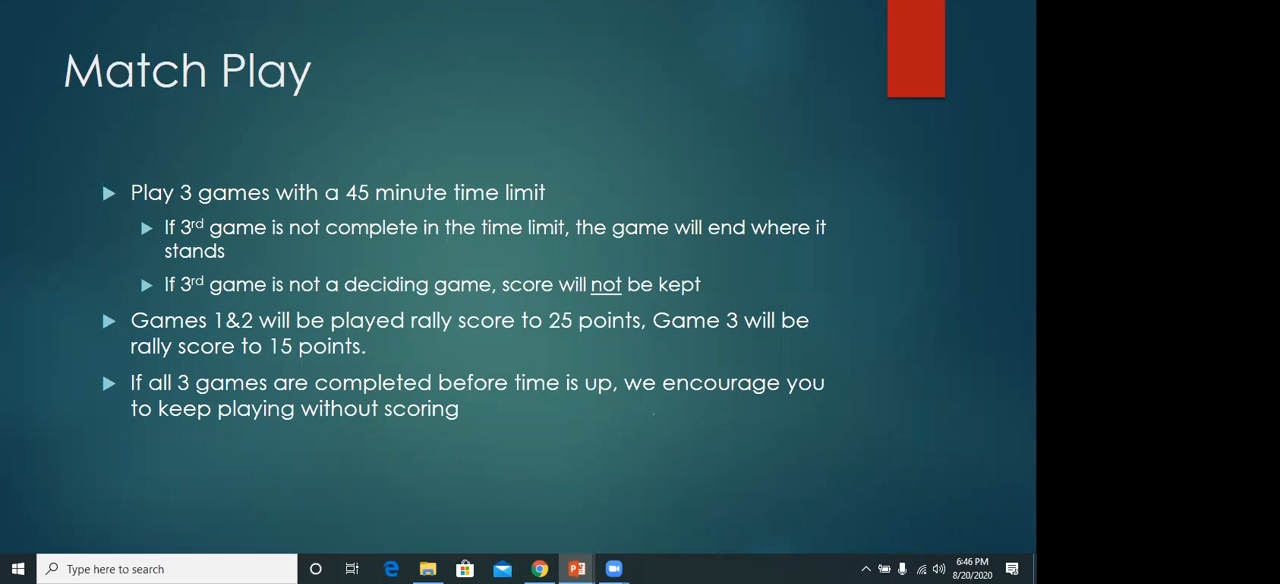 Match Play
Play 3 games with a 45 minute time limit
If 3rd game is not complete in the time limit, the game will end where it
stands
If 3rd game is not a deciding game, score will not be kept
Games 1&2 will be played rally score to 25 points, Game 3 will be
rally score to 15 points.
If all 3 games are completed before time is up, we encourage you
to keep playing without scoring
Type here to search
6:46 PM
8/20/2020